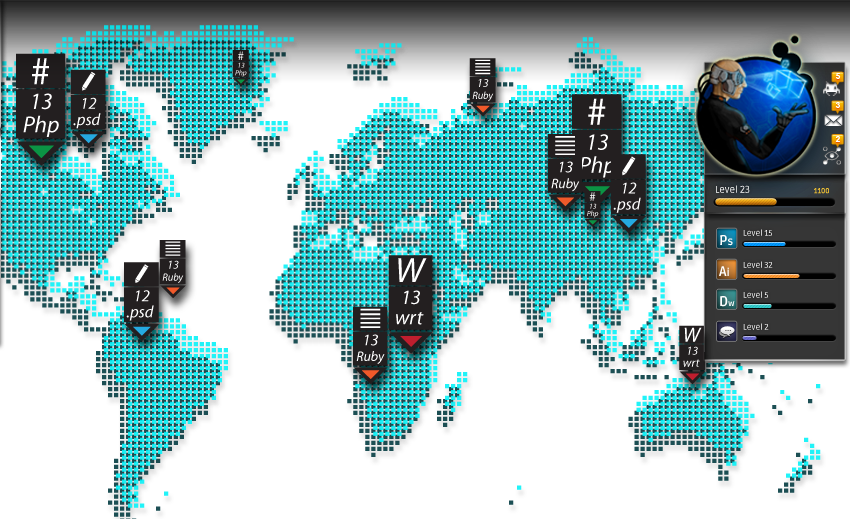 #
13
Php
12
.psd
#
13
Php
13
Ruby
#
13
Php
13
Ruby
12
.psd
#
13
Php
13
Ruby
12
.psd
W
13
wrt
13
Ruby
W
13
wrt
5
3
2
Level 23
1100
Ps
Level 15
Ai
Level 32
Dw
Level 5
Level 2